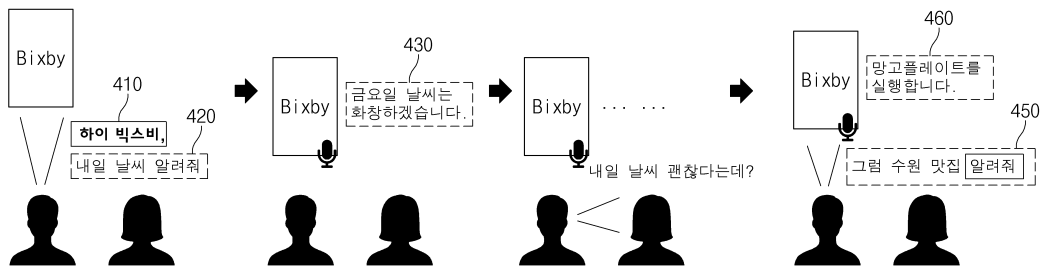 Bixby
410
하이 빅스비,
420
내일 날씨 알려줘
Bixby
430
금요일 날씨는
화창하겠습니다.
Bixby
... ...
내일 날씨 괜찮다는데?
Bixby
460
망고플레이트를
실행합니다.
450
그럼 수원 맛집 알려줘